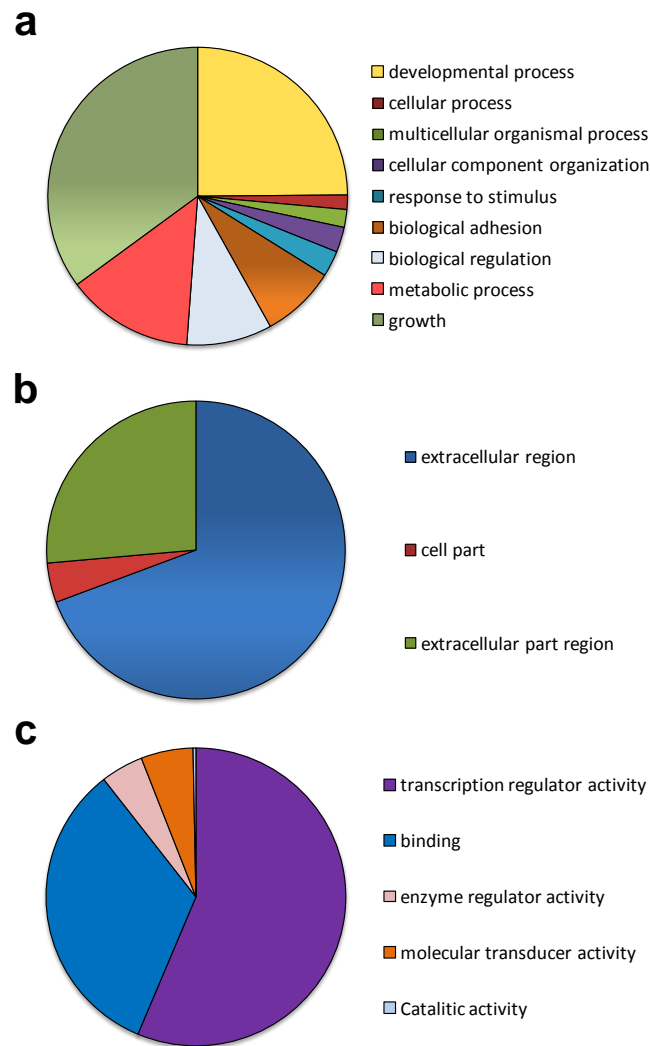 a
developmental process
cellular process
multicellular organismal process
cellular component organization
response to stimulus
biological adhesion
biological regulation
metabolic process
growth
b
extracellular region
cell part
extracellular part region
c
transcription regulator activity
binding
enzyme regulator activity
molecular transducer activity
Catalitic activity